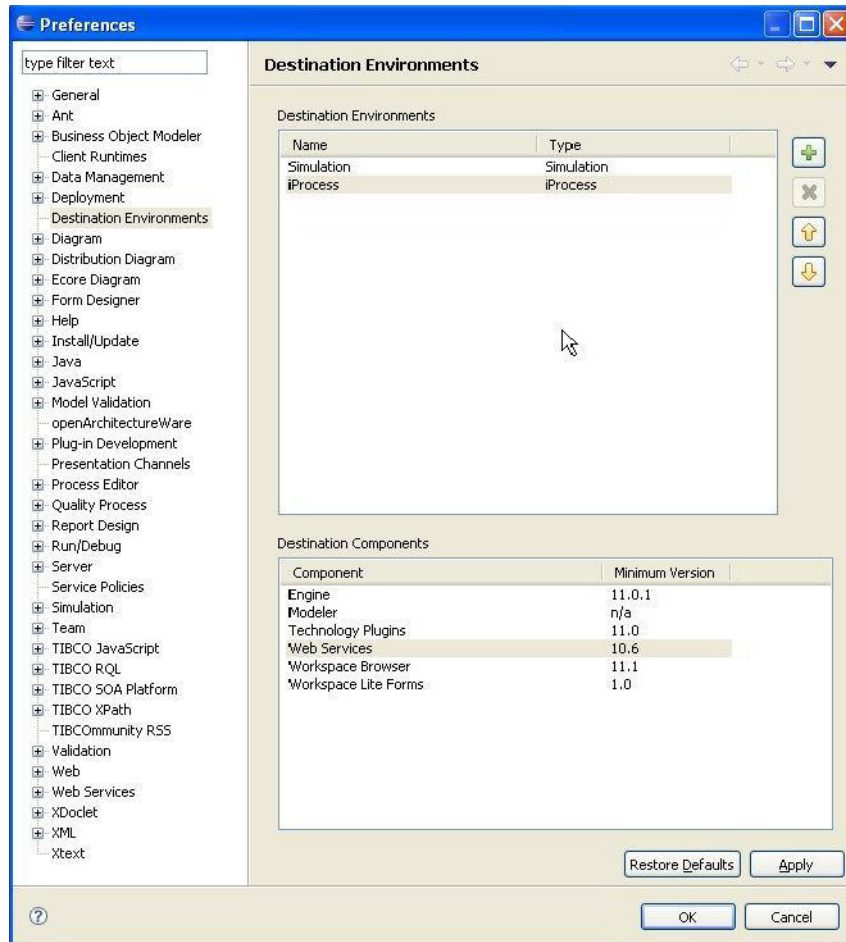 Preferences
type filter text
General
Ant
Business Object Modeler
Client Runtimes
Data Management
Deployment
Destination Environments
Diagram
Distribution Diagram
Ecore Diagram
Form Designer
Help
Install/Update
Java
JavaScript
Model Validation
openArchitectureWare
Plug-in Development
Presentation Channels
Process Editor
Quality Process
Report Design
Run/Debug
Server
Service Policies
Simulation
Team
TIBCO JavaScript
TIBCO RQL
TIBCO SOA Platform
TIBCO XPath
TIBCOmmunity RSS
Validation
Web
Web Services
XDoclet
XML
Xtext
Destination Environments
Destination Environments
Name Type
Simulation Simulation
iProcess iProcess
Destination Components
Component Minimum Version
Engine 11.0.1
Modeler n/a
Technology Plugins 11.0
Web Services 10.6
Workspace Browser 11.1
Workspace Lite Forms 1.0
Restore Defaults Apply
? OK Cancel